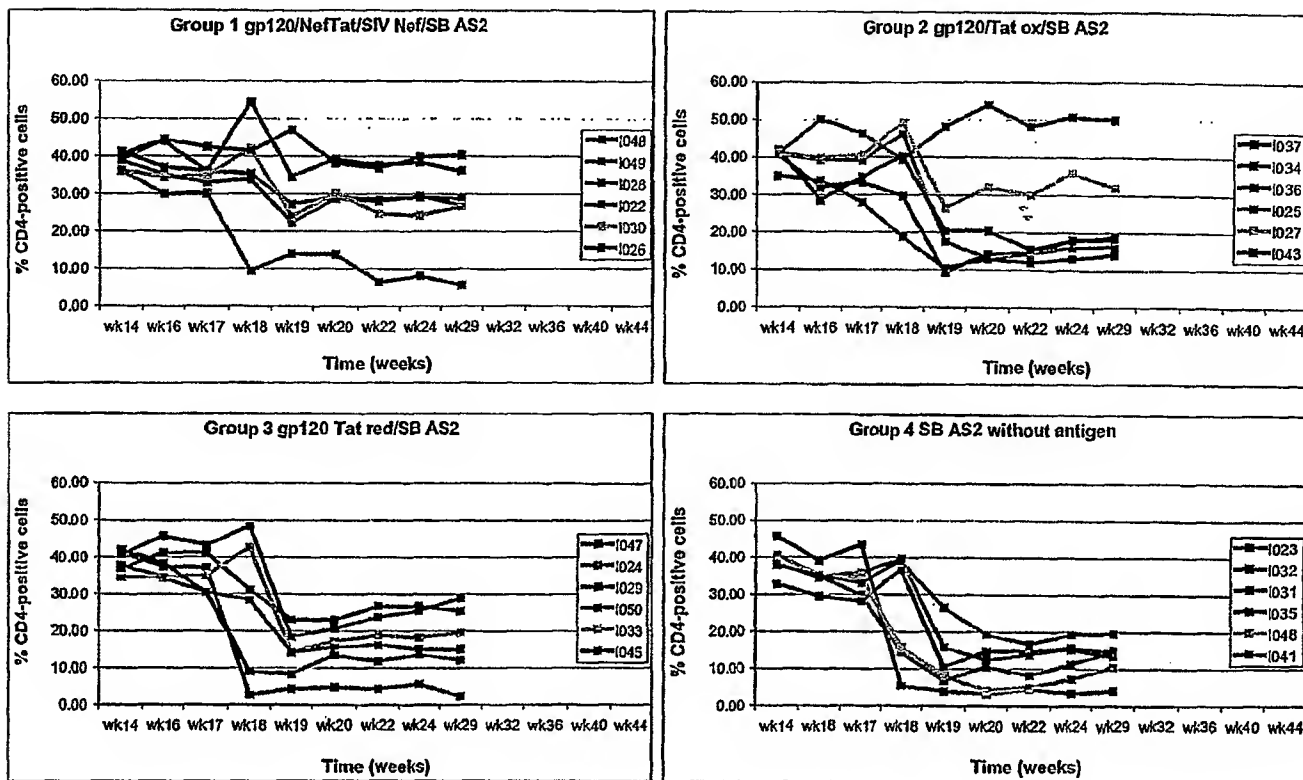 Group 1 gp120/NefTat/SIV Nef/SB AS2
% CD4-positive cells
60.00
50.00
40.00
30.00
20.00
10.00
0.00
wk14 wk16 wk17 wk18 wk19 wk20 wk22 wk24 wk29 wk32 wk36 wk40 wk44
Time (weeks)
I048
I049
I028
I022
I030
I026
Group 2 gp120/Tat ox/SB AS2
% CD4-positive cells
60.00
50.00
40.00
30.00
20.00
10.00
0.00
wk14 wk16 wk17 wk18 wk19 wk20 wk22 wk24 wk29 wk32 wk36 wk40 wk44
Time (weeks)
I037
I034
I036
I025
I027
I043
Group 3 gp120 Tat red/SB AS2
% CD4-positive cells
60.00
50.00
40.00
30.00
20.00
10.00
0.00
wk14 wk16 wk17 wk18 wk19 wk20 wk22 wk24 wk29 wk32 wk36 wk40 wk44
Time (weeks)
I047
I024
I029
I050
I033
I045
Group 4 SB AS2 without antigen
% CD4-positive cells
60.00
50.00
40.00
30.00
20.00
10.00
0.00
wk14 wk18 wk17 wk18 wk19 wk20 wk22 wk24 wk29 wk32 wk36 wk40 wk44
Time (weeks)
I023
I032
I031
I035
I048
I041